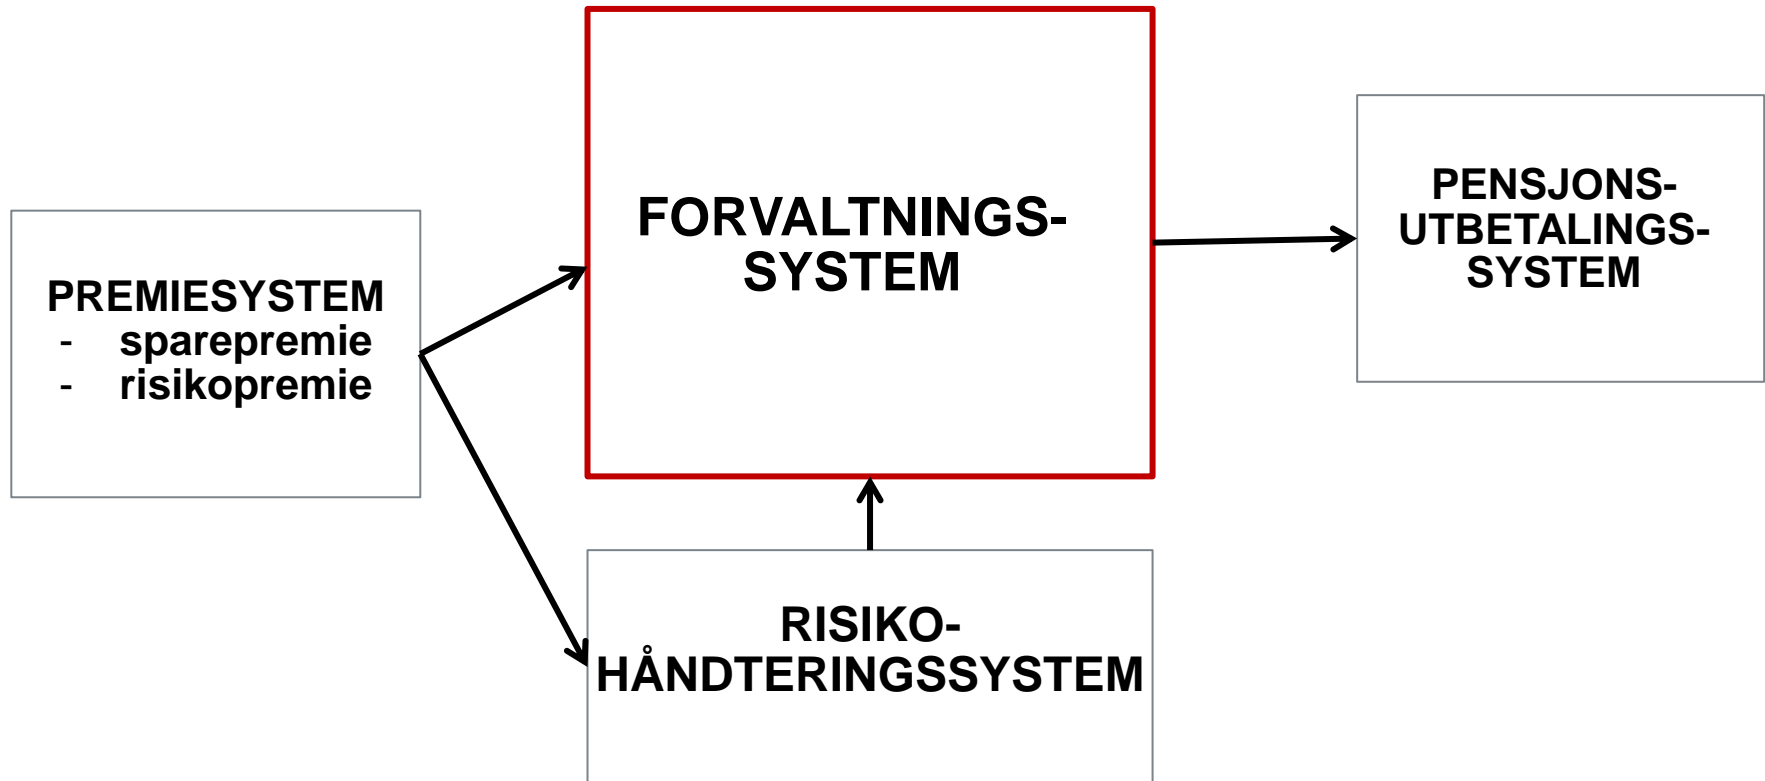 PREMIESYSTEM
- sparepremie
- risikopremie
FORVALTNINGS-
SYSTEM
RISIKO-
HÅNDTERINGSSYSTEM
PENSJONS-
UTBETALINGS-
SYSTEM